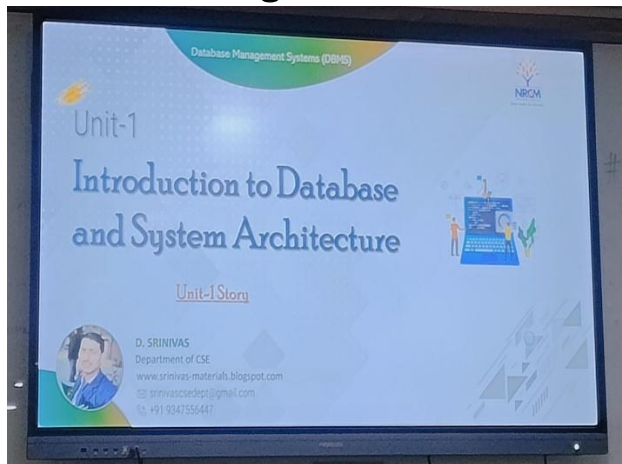 Database Management Systems (DBMS)
NRCM
Unit-1
Introduction to Database
and System Architecture
Unit-1 Story
D. SRINIVAS
Department of CSE
www.srinivas-materials.blogspot.com
srinivascsedept@gmail.com
+91 9347556447